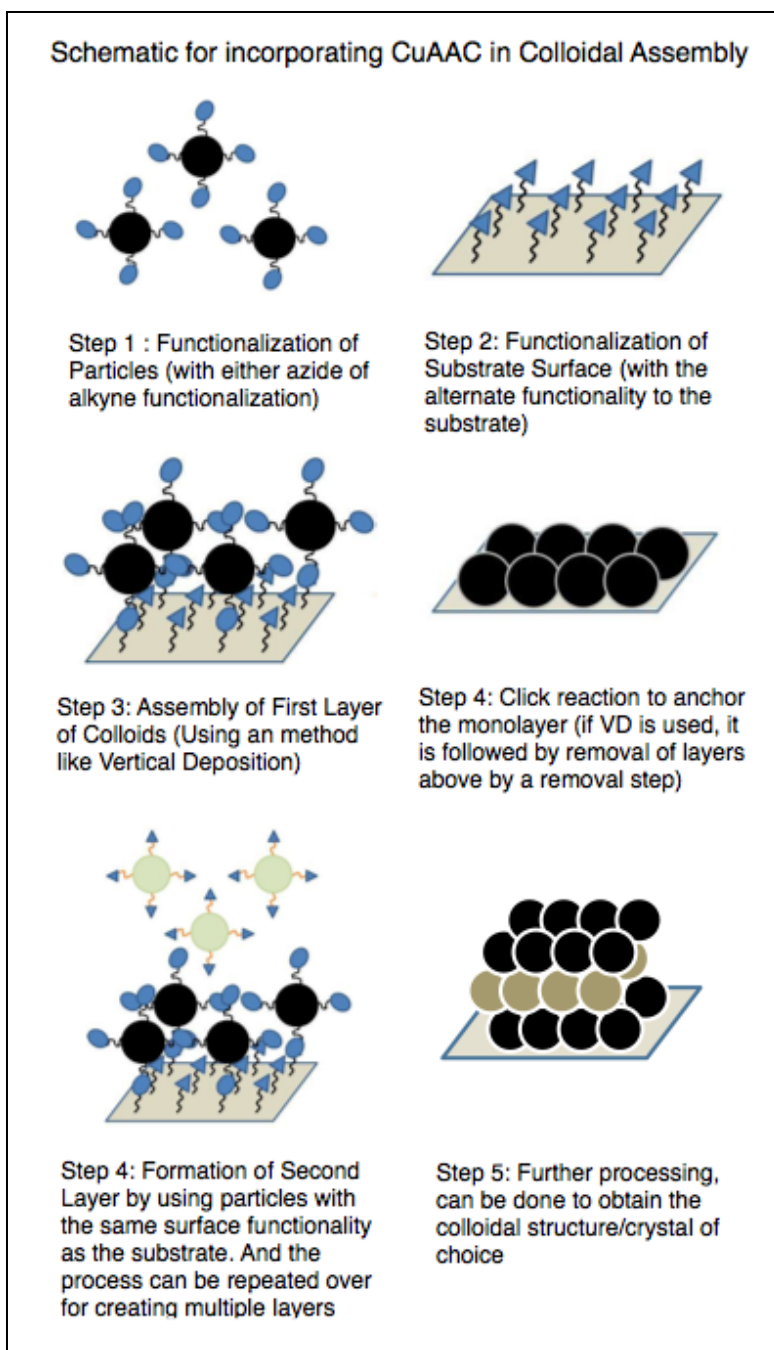 Schematic for incorporating CuAAC in Colloidal Assembly
Step 1 : Functionalization of
Particles (with either azide of
alkyne functionalization)
Step 2: Functionalization of
Substrate Surface (with the
alternate functionality to the
substrate)
Step 3: Assembly of First Layer
of Colloids (Using an method
like Vertical Deposition)
Step 4: Click reaction to anchor
the monolayer (if VD is used, it
is followed by removal of layers
above by a removal step)
Step 4: Formation of Second
Layer by using particles with
the same surface functionality
as the substrate. And the
process can be repeated over
for creating multiple layers
Step 5: Further processing,
can be done to obtain the
colloidal structure/crystal of
choice